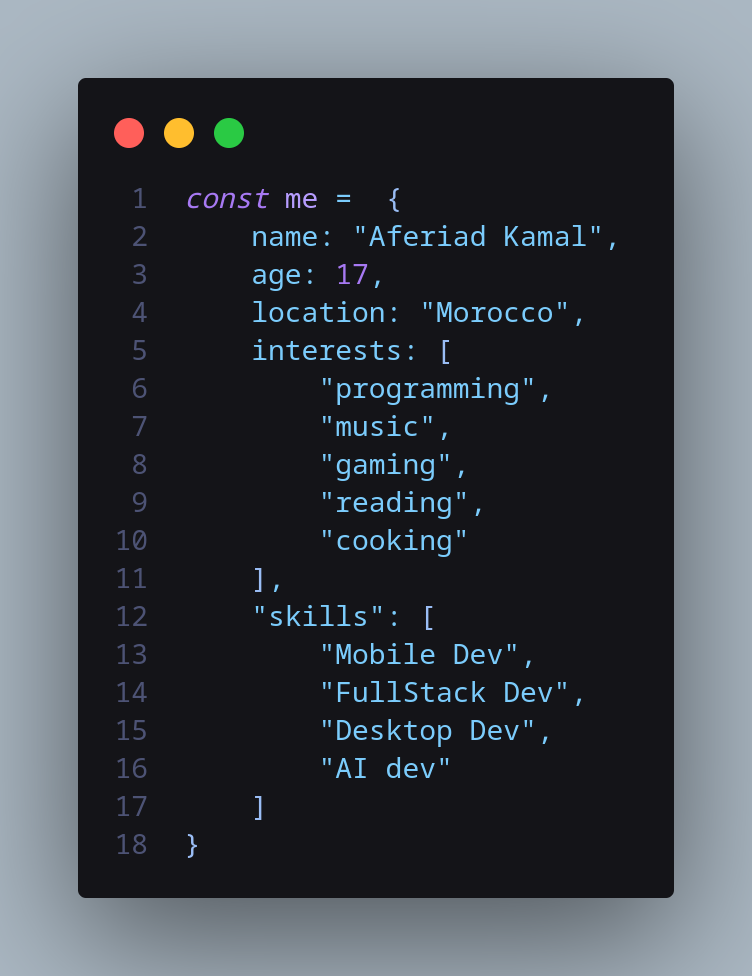 1 const me =  {
2     name: "Aferiad Kamal",
3     age: 17,
4     location: "Morocco",
5     interests: [
6         "programming",
7         "music",
8         "gaming",
9         "reading",
10         "cooking"
11     ],
12     "skills": [
13         "Mobile Dev",
14         "FullStack Dev",
15         "Desktop Dev",
16         "AI dev"
17     ]
18 }